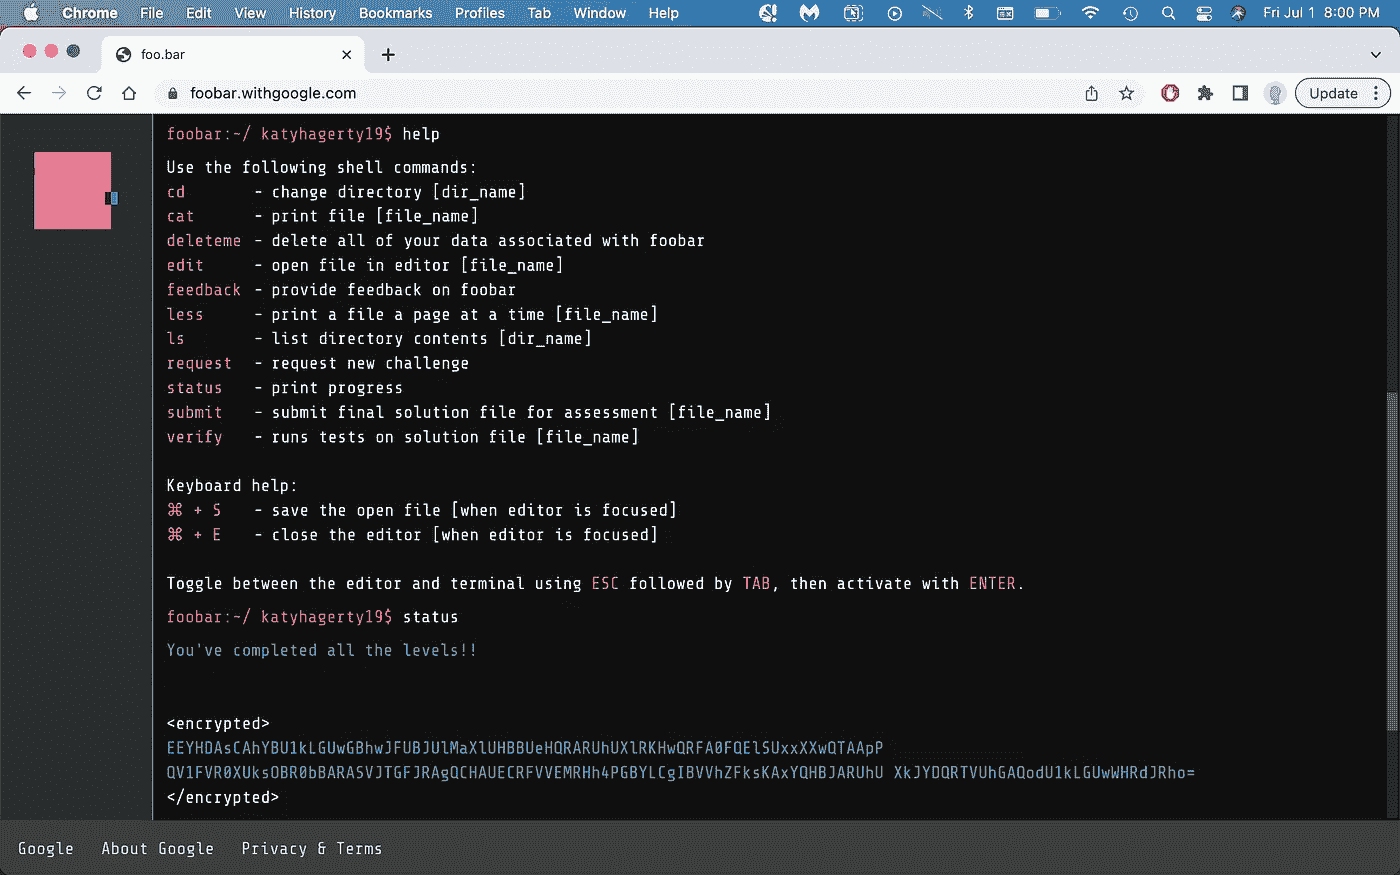 Chrome File Edit View History Bookmarks Profiles Tab Window Help Fri Jul 1 8:00 PM
foo.bar
foobar.withgoogle.com Update
foobar:~/ katyhagerty19$ help
Use the following shell commands:
cd - change directory [dir_name]
cat - print file [file_name]
deleteme - delete all of your data associated with foobar
edit - open file in editor [file_name]
feedback - provide feedback on foobar
less - print a file a page at a time [file_name]
ls - list directory contents [dir_name]
request - request new challenge
status - print progress
submit - submit final solution file for assessment [file_name]
verify - runs tests on solution file [file_name]
Keyboard help:
⌘ + S - save the open file [when editor is focused]
⌘ + E - close the editor [when editor is focused]
Toggle between the editor and terminal using ESC followed by TAB, then activate with ENTER.
foobar:~/ katyhagerty19$ status
You've completed all the levels!!
<encrypted>
EEYHDAsCAhYBU1kLGUwGBhwJFUBJUlMaXlUHBBUeHQRARUhUXlRKHwQRFA0FQElSUxxXXwQTAApP
QV1FVR0XUksOBR0bBARASVJTGFJRAgQCHAUECRFVVEMRHh4PGBYLCgIBVVhZFksKAxYQHBJARUhU XkJYDQRTVUhGAQodU1kLGUwWHRdJRho=
</encrypted>
Google About Google Privacy & Terms